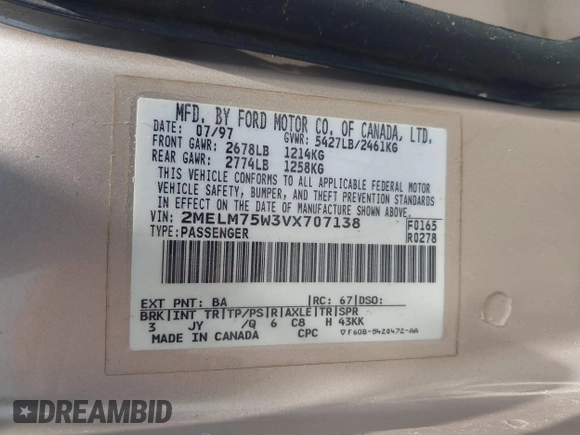 MFD. BY FORD MOTOR CO. OF CANADA, LTD.
DATE: 07/97 GVWR: 5427LB/2461KG
FRONT GAWR: 2678LB 1214KG
REAR GAWR: 2774LB 1258KG
THIS VEHICLE CONFORMS TO ALL APPLICABLE FEDERAL MOTOR
VEHICLE SAFETY, BUMPER, AND THEFT PREVENTION STANDARDS
IN EFFECT ON THE DATE OF MANUFACTURE SHOWN ABOVE.
VIN: 2MELM75W3VX707138 F0165
TYPE: PASSENGER R0278
EXT PNT: BA RC: 67 DSO:
BRK INT TR TP/PS R AXLE TR SPR
3 JY /Q 6 C8 H 43KK
MADE IN CANADA CPC ▽F60B-5420472-AA
DREAMBID